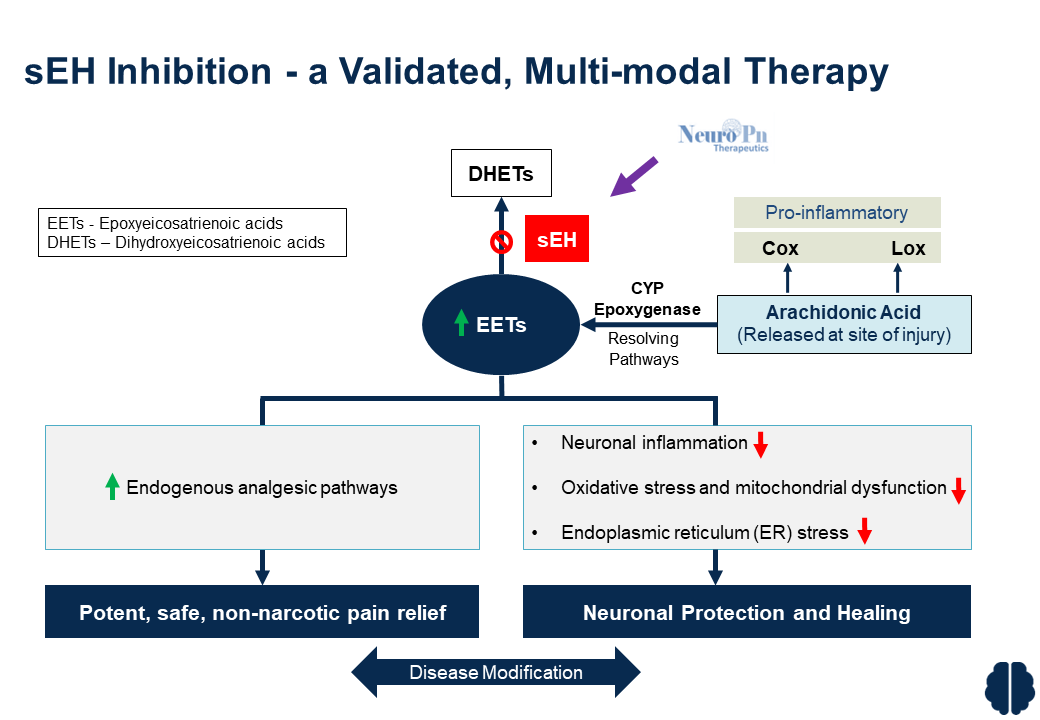 sEH Inhibition - a Validated, Multi-modal Therapy
NeuroPn
Therapeutics
DHETs
EETs - Epoxyeicosatrienoic acids
DHETs – Dihydroxyeicosatrienoic acids
sEH
Pro-inflammatory
Cox Lox
CYP
Epoxygenase
Arachidonic Acid
(Released at site of injury)
EETs
Resolving
Pathways
Endogenous analgesic pathways
• Neuronal inflammation
• Oxidative stress and mitochondrial dysfunction
• Endoplasmic reticulum (ER) stress
Potent, safe, non-narcotic pain relief
Neuronal Protection and Healing
Disease Modification